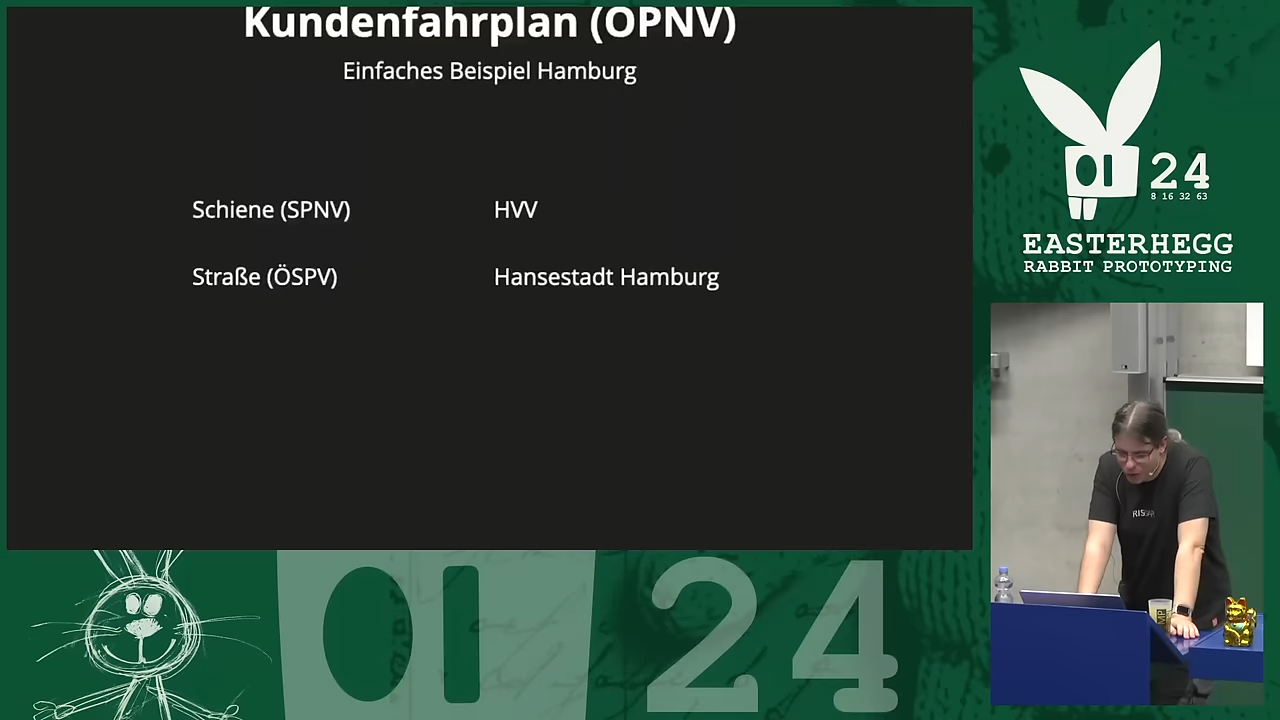 Kundenfahrplan (ÖPNV)
Einfaches Beispiel Hamburg
Schiene (SPNV) HVV
Straße (ÖSPV) Hansestadt Hamburg
24
8 16 32 63
EASTERHEGG
RABBIT PROTOTYPING
24